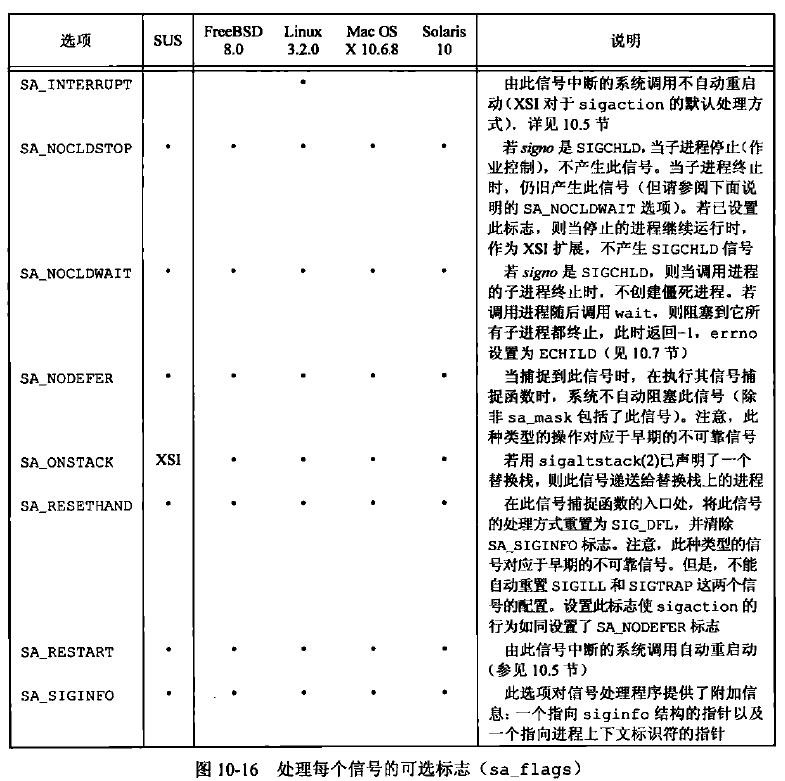 选项 SUS FreeBSD 8.0 Linux 3.2.0 Mac OS X 10.6.8 Solaris 10 说明
SA_INTERRUPT • 由此信号中断的系统调用不自动重启
动(XSI 对于 sigaction 的默认处理方
式). 详见 10.5 节
SA_NOCLDSTOP • • • • • 若 signo 是 SIGCHLD, 当子进程停止(作
业控制), 不产生此信号。当子进程终止
时, 仍旧产生此信号 (但请参阅下面说
明的 SA_NOCLDWAIT 选项)。若已设置
此标志, 则当停止的进程继续运行时,
作为 XSI 扩展, 不产生 SIGCHLD 信号
SA_NOCLDWAIT • • • • • 若 signo 是 SIGCHLD, 则当调用进程
的子进程终止时, 不创建僵死进程。若
调用进程随后调用 wait, 则阻塞到它所
有子进程都终止, 此时返回-1, errno
设置为 ECHILD (见 10.7 节)
SA_NODEFER • • • • • 当捕捉到此信号时, 在执行其信号捕
捉函数时, 系统不自动阻塞此信号 (除
非 sa_mask 包括了此信号)。注意, 此
种类型的操作对应于早期的不可靠信号
SA_ONSTACK XSI • • • • 若用 sigaltstack(2)已声明了一个
替换栈, 则此信号递送给替换栈上的进程
SA_RESETHAND • • • • • 在此信号捕捉函数的入口处, 将此信号
的处理方式重置为 SIG_DFL, 并清除
SA_SIGINFO 标志。注意, 此种类型的信
号对应于早期的不可靠信号。但是, 不能
自动重置 SIGILL 和 SIGTRAP 这两个信
号的配置。设置此标志使 sigaction 的
行为如同设置了 SA_NODEFER 标志
SA_RESTART • • • • • 由此信号中断的系统调用自动重启动
(参见 10.5 节)
SA_SIGINFO • • • • • 此选项对信号处理程序提供了附加信
息: 一个指向 siginfo 结构的指针以及
一个指向进程上下文标识符的指针
图 10-16 处理每个信号的可选标志 (sa_flags)